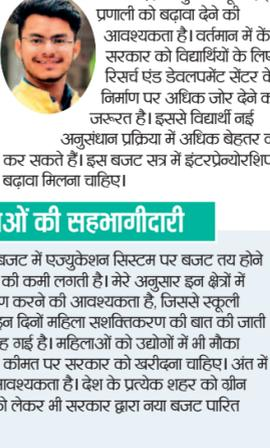 प्रणाली को बढ़ावा देने की
आवश्यकता है। वर्तमान में
सरकार को विद्यार्थियों के
रिसर्च एंड डेवलपमेंट सेंटर
निर्माण पर अधिक जोर देने
जरूरत है। इससे विद्यार्थी नई
अनुसंधान प्रक्रिया में अधिक बेहतर
कर सकते हैं। इस बजट सत्र में
बढ़ावा मिलना चाहिए।
की सहभागीदारी
बजट में एज्युकेशन सिस्टम पर बजट तय होने
की कमी लगती है। मेरे अनुसार इन क्षेत्रों में
करने की आवश्यकता है, जिससे स्कूली
इन दिनों महिला सशक्तिकरण की बात की जाती
गई है। महिलाओं को उद्योगों में भी मौका
कीमत पर सरकार को खरीदना चाहिए। अंत में
आवश्यकता है। देश के प्रत्येक शहर को ग्रीन
लेकर भी सरकार द्वारा नया बजट पारित